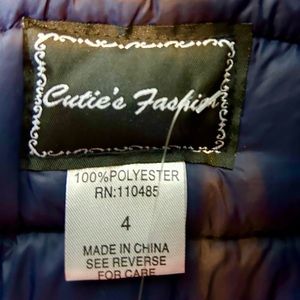 Cutie's Fashion
100%POLYESTER
RN:110485
4
MADE IN CHINA
SEE REVERSE
FOR CARE